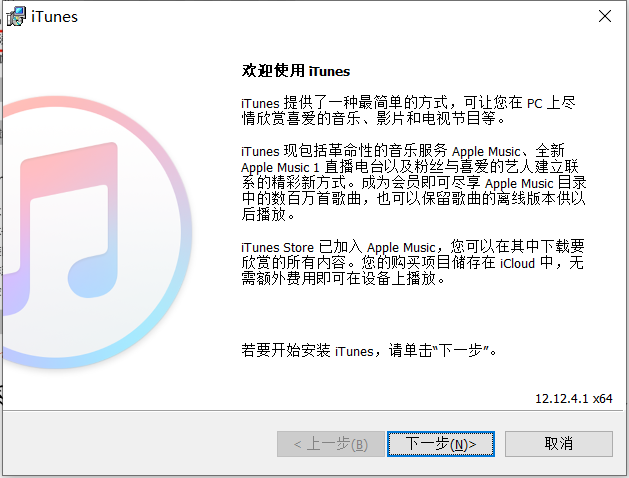 iTunes
欢迎使用 iTunes
iTunes 提供了一种最简单的方式，可让您在 PC 上尽
情欣赏喜爱的音乐、影片和电视节目等。
iTunes 现包括革命性的音乐服务 Apple Music、全新
Apple Music 1 直播电台以及粉丝与喜爱的艺人建立联
系的精彩新方式。成为会员即可尽享 Apple Music 目录
中的数百万首歌曲，也可以保留歌曲的离线版本供以
后播放。
iTunes Store 已加入 Apple Music，您可以在其中下载要
欣赏的所有内容。您的购买项目储存在 iCloud 中，无
需额外费用即可在设备上播放。
若要开始安装 iTunes，请单击“下一步”。
12.12.4.1 x64
< 上一步(B)
下一步(N)>
取消